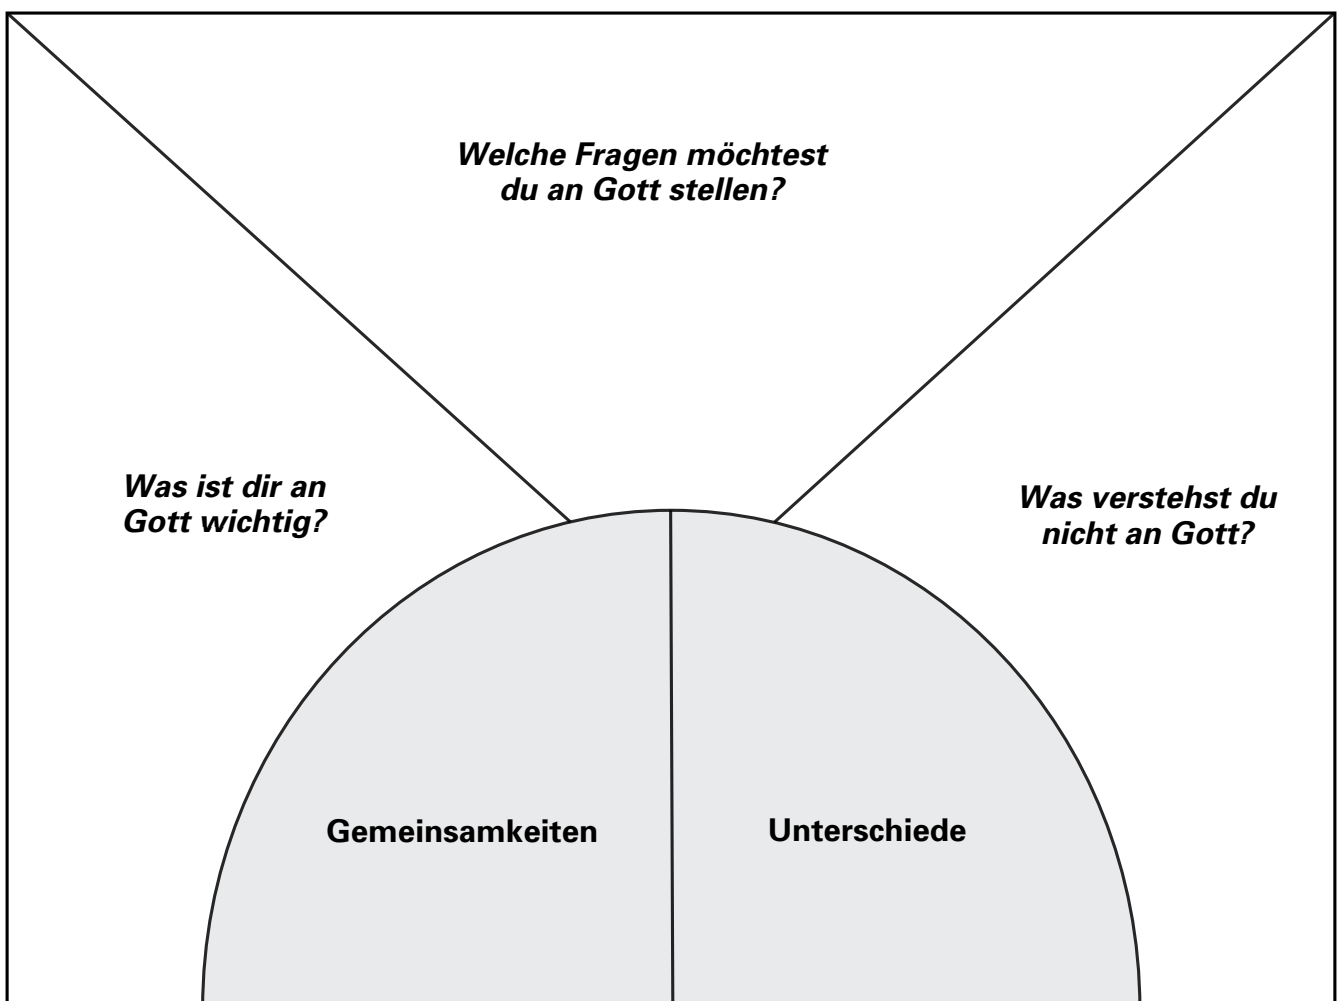 Welche Fragen möchtest
du an Gott stellen?
Was ist dir an
Gott wichtig?
Was verstehst du
nicht an Gott?
Gemeinsamkeiten
Unterschiede